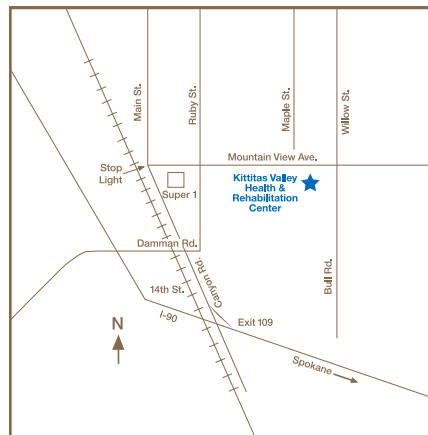 Main St.
Ruby St.
Maple St.
Willow St.
Mountain View Ave.
Stop
Light
Super 1
Kittitas Valley
Health &
Rehabilitation
Center
Damman Rd.
Canyon Rd.
Bull Rd.
14th St.
I-90
Exit 109
N
Spokane